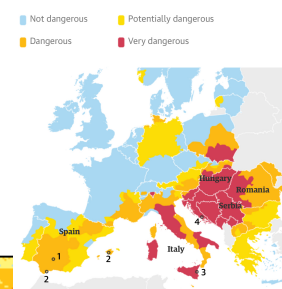 Not dangerous
Potentially dangerous
Dangerous
Very dangerous
Hungary
Romania
Serbia
4
Spain
1
2
2
Italy
3